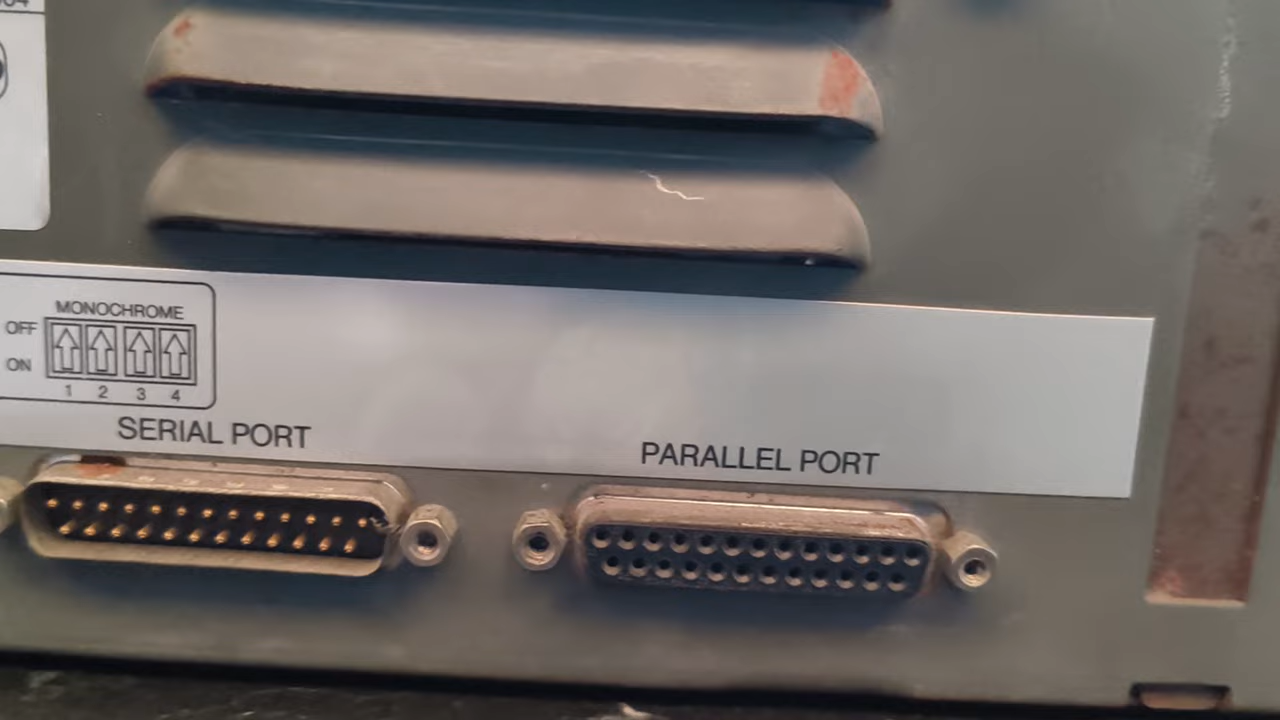 MONOCHROME
OFF
ON
1 2 3 4
SERIAL PORT
PARALLEL PORT